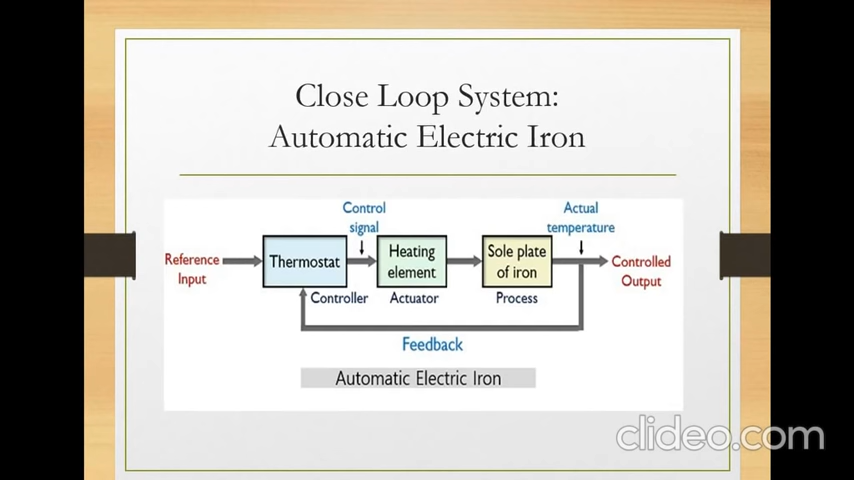 Close Loop System:
Automatic Electric Iron
Control
signal
Actual
temperature
Reference
Input
Thermostat
Heating
element
Sole plate
of iron
Controlled
Output
Controller
Actuator
Process
Feedback
Automatic Electric Iron
clideo.com